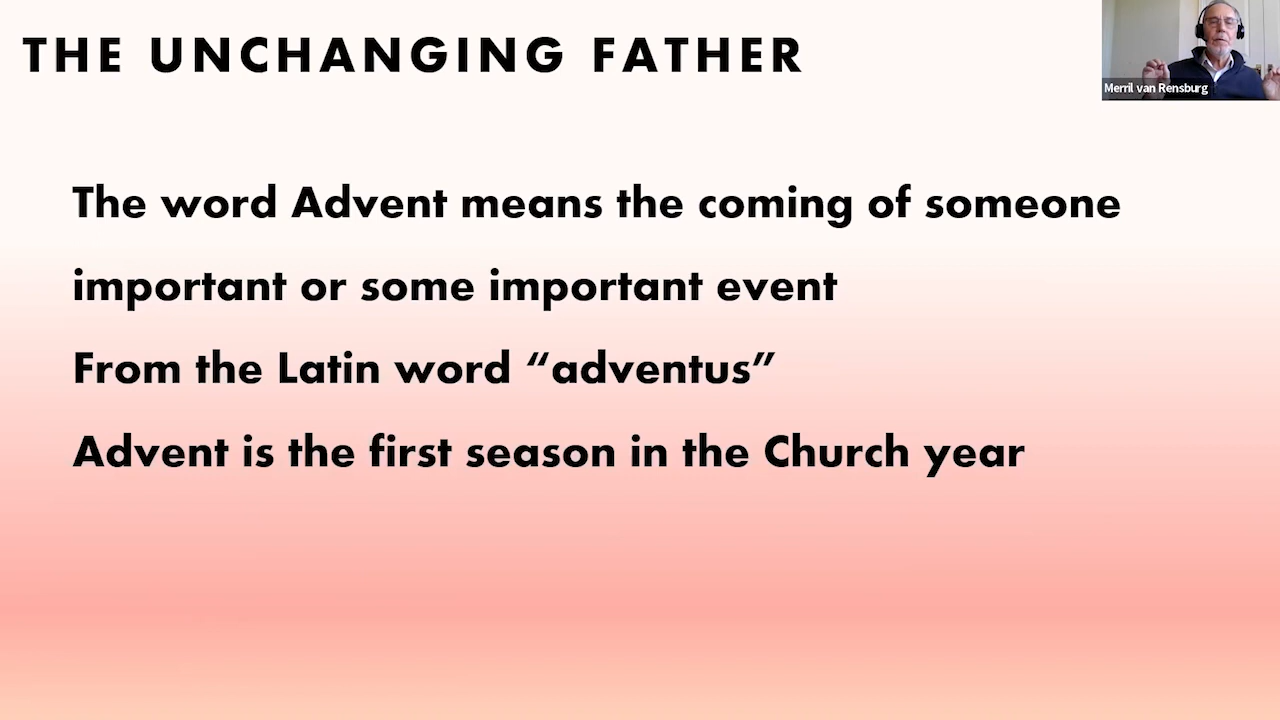 THE UNCHANGING FATHER
Merril van Rensburg
The word Advent means the coming of someone
important or some important event
From the Latin word “adventus”
Advent is the first season in the Church year